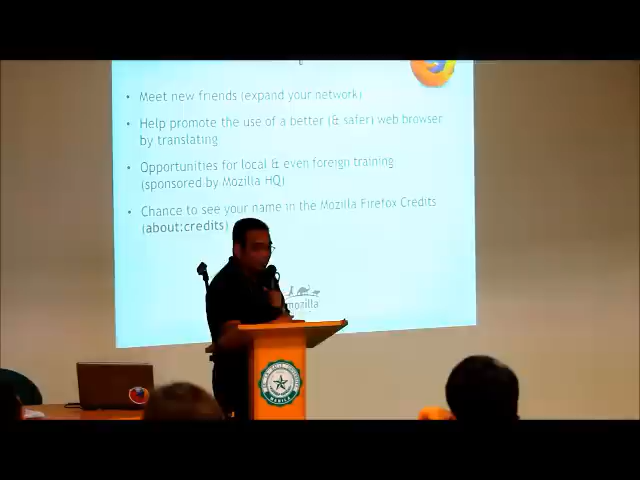 • Meet new friends (expand your network)
• Help promote the use of a better (& safer) web browser
by translating
• Opportunities for local & even foreign training
(sponsored by Mozilla HQ)
• Chance to see your name in the Mozilla Firefox Credits
(about:credits)
mozilla
MANILA